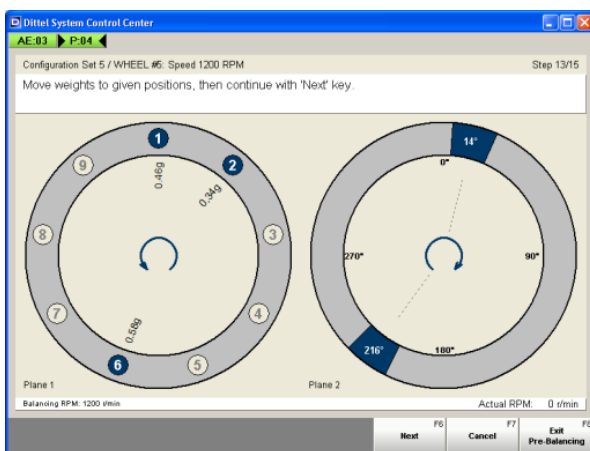 Dittel System Control Center
AE:03 P:04
Configuration Set 5 / WHEEL #5: Speed 1200 RPM Step 13/15
Move weights to given positions, then continue with 'Next' key.
1
2
3
4
5
6
7
8
9
0.46g
0.34g
0.58g
Plane 1
14°
0°
90°
180°
270°
216°
Plane 2
Balancing RPM: 1200 r/min Actual RPM: 0 r/min
F6
Next
F7
Cancel
F8
Exit
Pre-Balancing